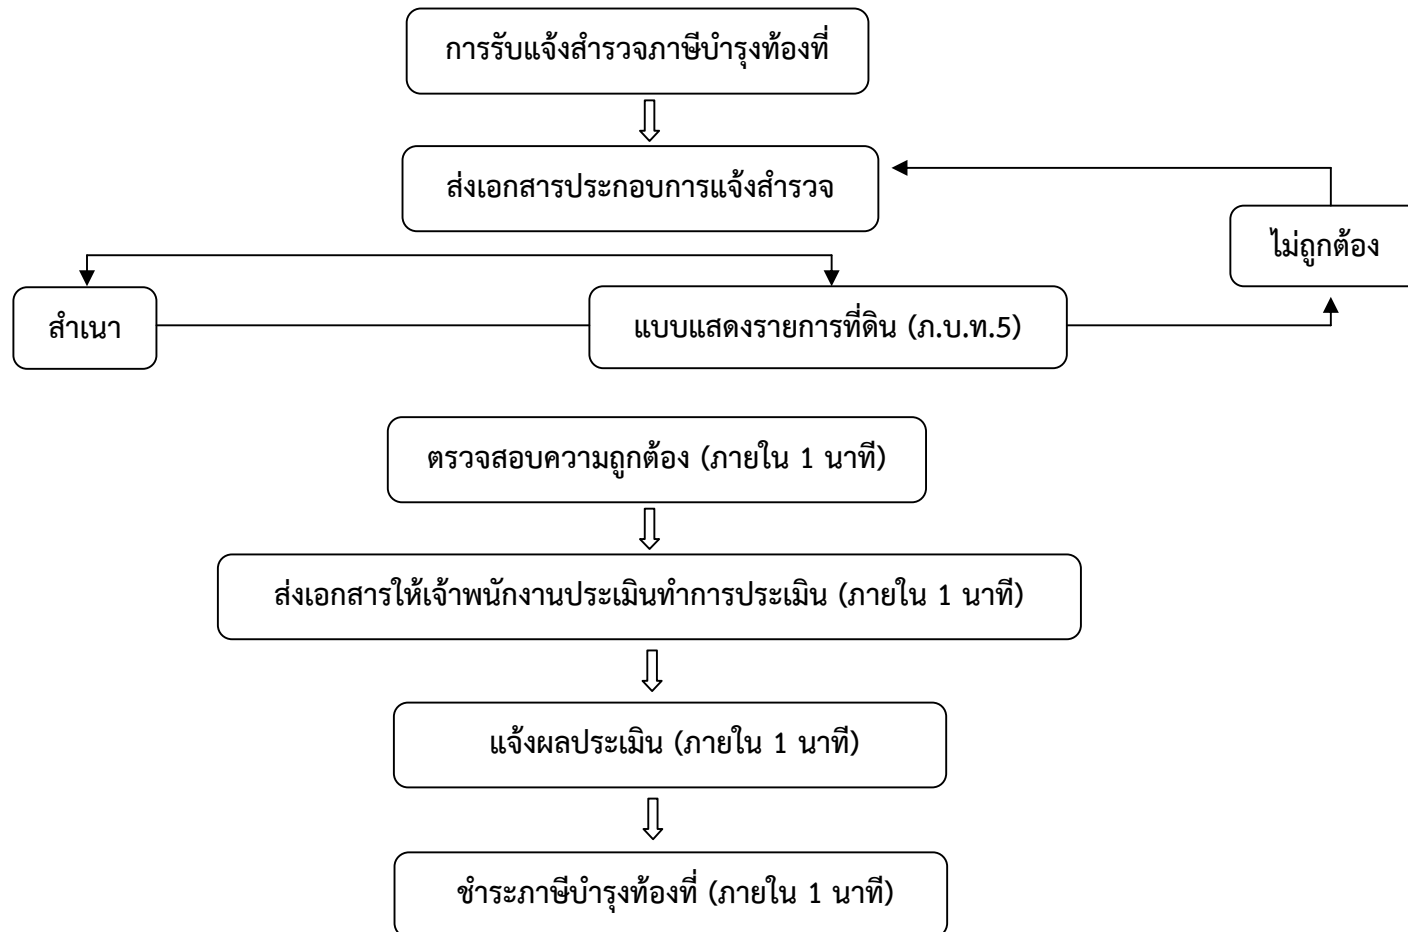 การรับแจ้งสำรวจภาษีบำรุงท้องที่
ส่งเอกสารประกอบการแจ้งสำรวจ
ไม่ถูกต้อง
สำเนา
แบบแสดงรายการที่ดิน (ภ.บ.ท.5)
ตรวจสอบความถูกต้อง (ภายใน 1 นาที)
ส่งเอกสารให้เจ้าพนักงานประเมินทำการประเมิน (ภายใน 1 นาที)
แจ้งผลประเมิน (ภายใน 1 นาที)
ชำระภาษีบำรุงท้องที่ (ภายใน 1 นาที)